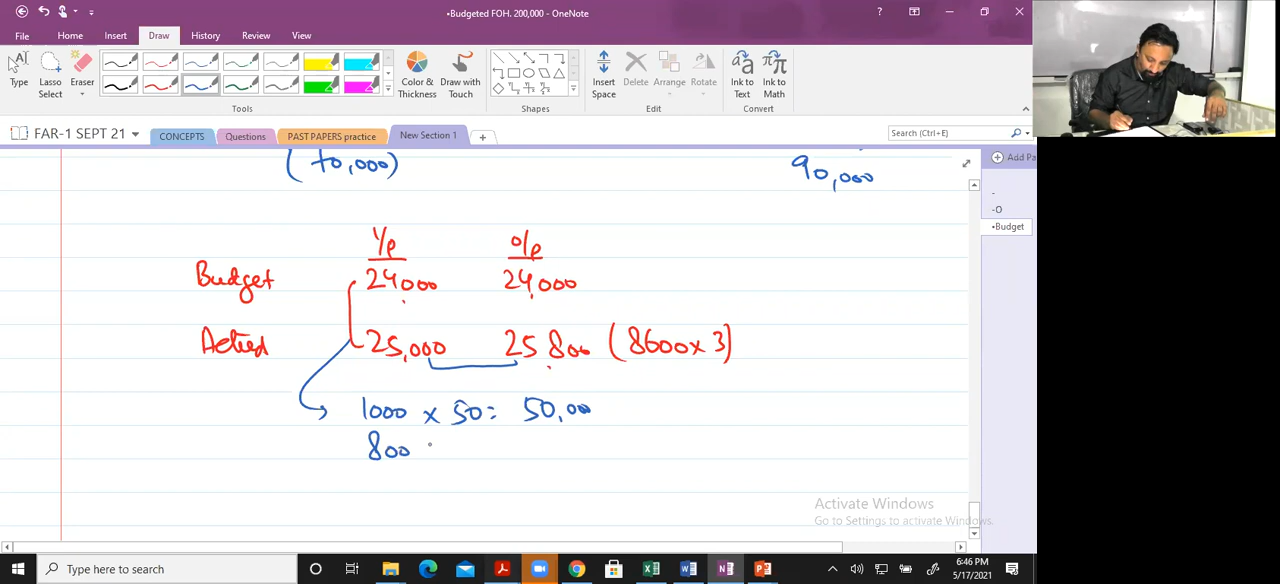 •Budgeted FOH. 200,000 - OneNote
File Home Insert Draw History Review View
Type Lasso Select Eraser Color & Thickness Draw with Touch Insert Space Delete Arrange Rotate Ink to Text Ink to Math
Tools Shapes Edit Convert
FAR-1 SEPT 21 CONCEPTS Questions PAST PAPERS practice New Section 1 + Search (Ctrl+E)
Add Pa
(70,000) 90,000
-
-O
•Budget
I/p O/p
Budget 24,000 24,000
Actual 25,000 25 800 (8600x3)
1000 x 50= 50,00
800
Activate Windows
Go to Settings to activate Windows.
Type here to search
6:46 PM
5/17/2021